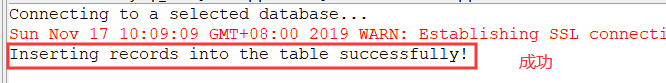 Connecting to a selected database...
Sun Nov 17 10:09:09 GMT+08:00 2019 WARN: Establishing SSL connecti
Inserting records into the table successfully!
成功